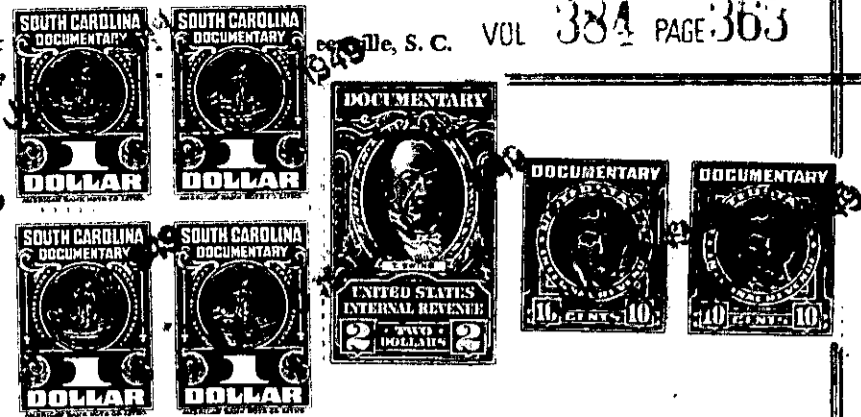 eenville, S. C. VOL 384 PAGE 363
SOUTH CAROLINA
DOCUMENTARY
1
DOLLAR
SOUTH CAROLINA
DOCUMENTARY
1
DOLLAR
1949
DOCUMENTARY
UNITED STATES
INTERNAL REVENUE
2 TWO DOLLARS 2
DOCUMENTARY
10 CENTS 10
DOCUMENTARY
10 CENTS 10
SOUTH CAROLINA
DOCUMENTARY
1
DOLLAR
SOUTH CAROLINA
DOCUMENTARY
1
DOLLAR